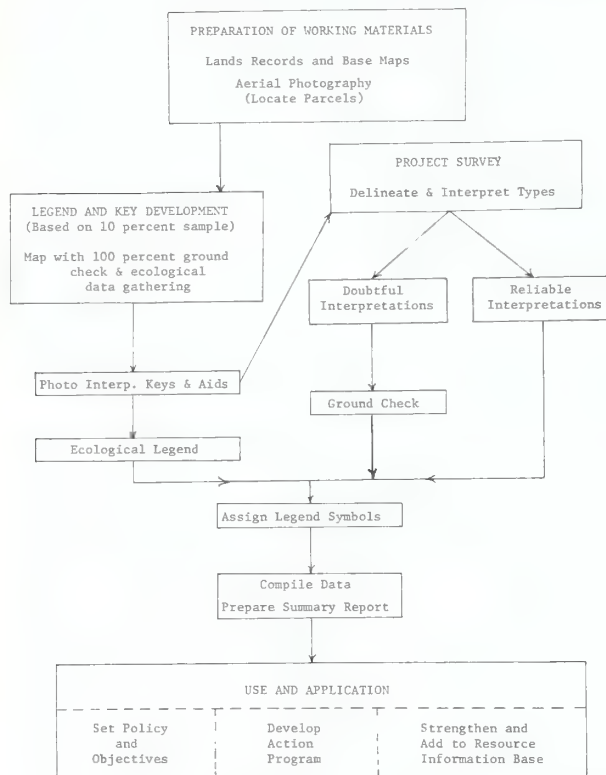 PREPARATION OF WORKING MATERIALS
Lands Records and Base Maps
Aerial Photography
(Locate Parcels)
PROJECT SURVEY
Delineate & Interpret Types
LEGEND AND KEY DEVELOPMENT
(Based on 10 percent sample)
Map with 100 percent ground
check & ecological
data gathering
Doubtful
Interpretations
Reliable
Interpretations
Photo Interp. Keys & Aids
Ground Check
Ecological Legend
Assign Legend Symbols
Compile Data
Prepare Summary Report
USE AND APPLICATION
Set Policy
and
Objectives
Develop
Action
Program
Strengthen and
Add to Resource
Information Base